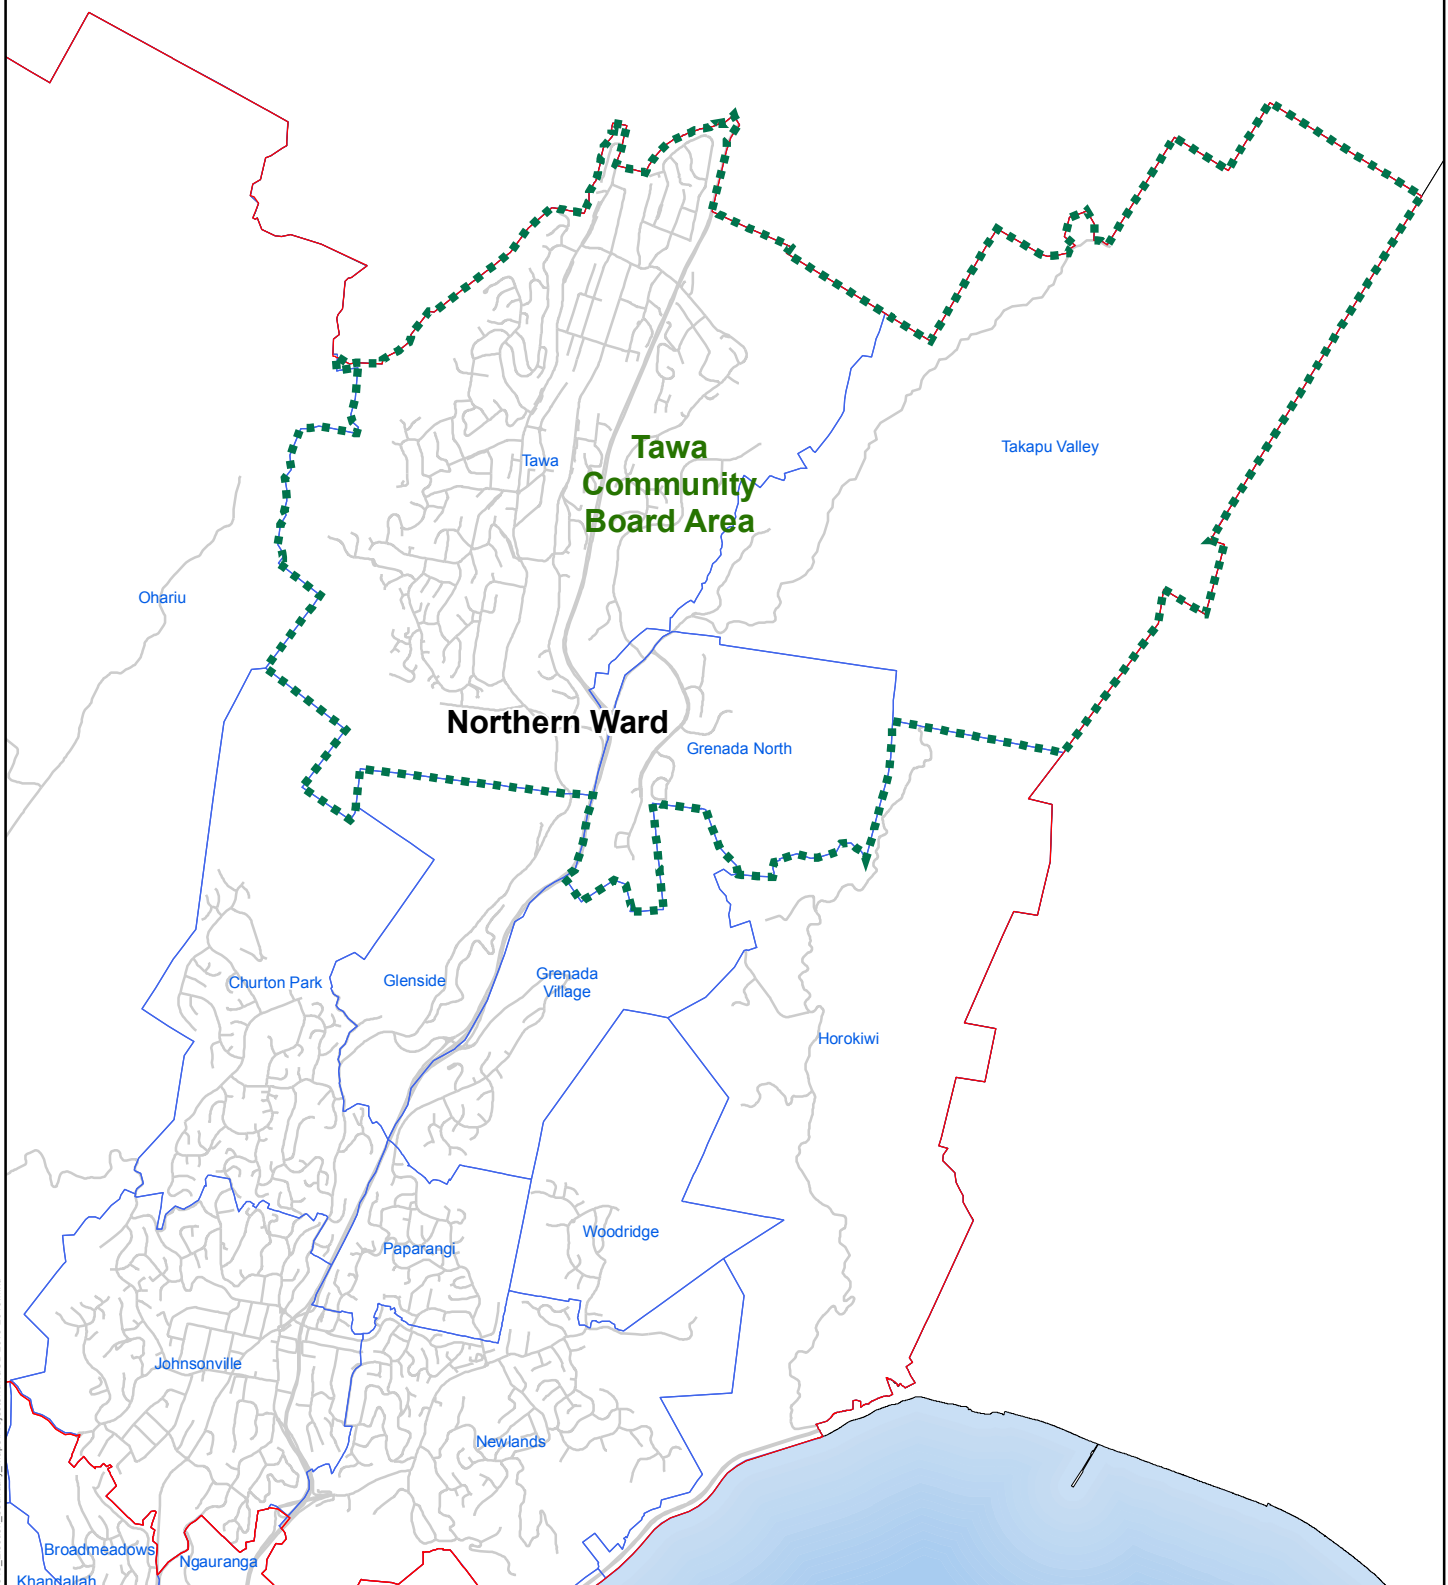 Tawa
Community
Board Area
Tawa
Takapu Valley
Ohariu
Northern Ward
Grenada North
Churton Park
Glenside
Grenada
Village
Horokiwi
Woodridge
Paparangi
Johnsonville
Newlands
Broadmeadows
Ngauranga
Khandallah